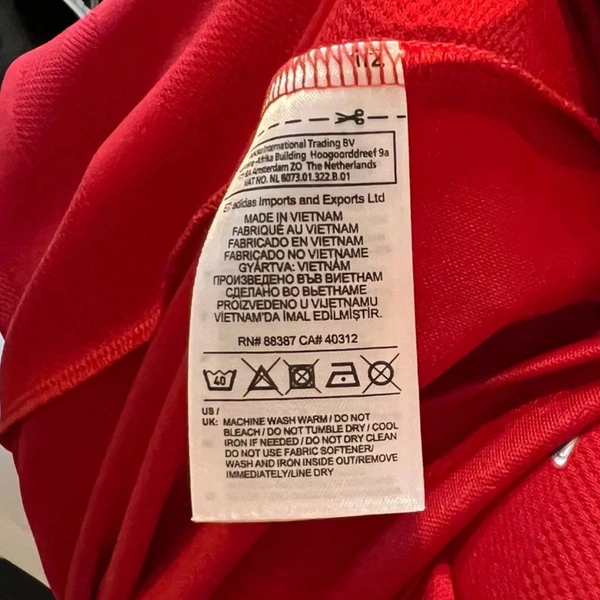 International Trading BV
Afrika Building Hoogoorddreef 9a
Amsterdam ZO The Netherlands
VAT NO. NL 8073.01.322.B.01
adidas Imports and Exports Ltd
MADE IN VIETNAM
FABRIQUÉ AU VIETNAM
FABRICADO EN VIETNAM
FABRICADO NO VIETNAME
GYÁRTVA: VIETNÁM
ПРОИЗВЕДЕНО ВЪВ ВИЕТНАМ
СДЕЛАНО ВО ВЬЕТНАМЕ
PROIZVEDENO U VIJETNAMU
VIETNAM'DA İMAL EDİLMİŞTİR.
RN# 88387 CA# 40312
40
US /
UK: MACHINE WASH WARM / DO NOT
BLEACH / DO NOT TUMBLE DRY / COOL
IRON IF NEEDED / DO NOT DRY CLEAN
DO NOT USE FABRIC SOFTENER/
WASH AND IRON INSIDE OUT/REMOVE
IMMEDIATELY/LINE DRY